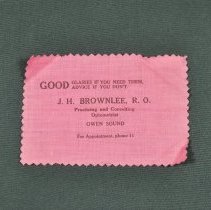 GOOD GLASSES IF YOU NEED THEM,
ADVICE IF YOU DON'T
J. H. BROWNLEE, R. O.
Practising and Consulting
Optometrist
OWEN SOUND
For Appointment, phone